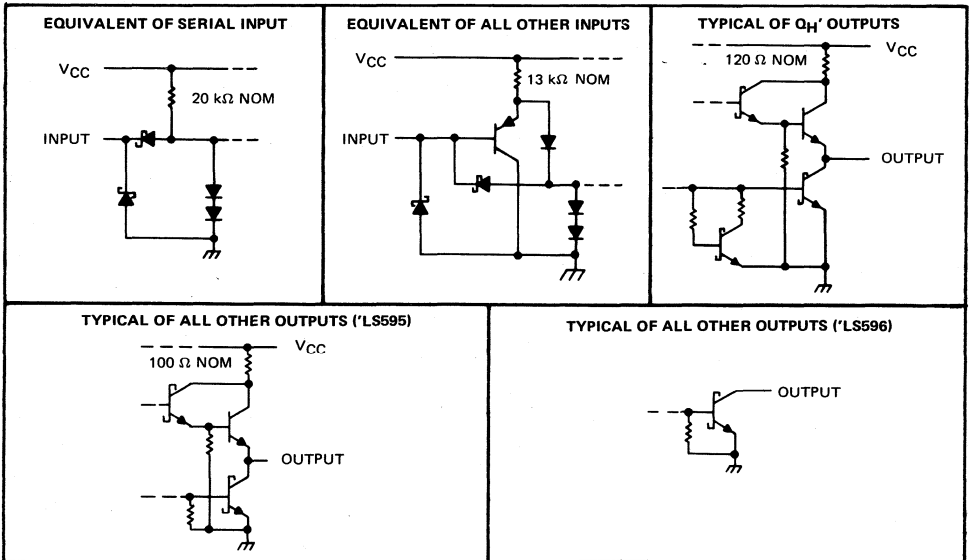 EQUIVALENT OF SERIAL INPUT
VCC
20 kΩ NOM
INPUT
EQUIVALENT OF ALL OTHER INPUTS
VCC
13 kΩ NOM
INPUT
TYPICAL OF QH' OUTPUTS
VCC
120 Ω NOM
OUTPUT
TYPICAL OF ALL OTHER OUTPUTS ('LS595)
VCC
100 Ω NOM
OUTPUT
TYPICAL OF ALL OTHER OUTPUTS ('LS596)
OUTPUT